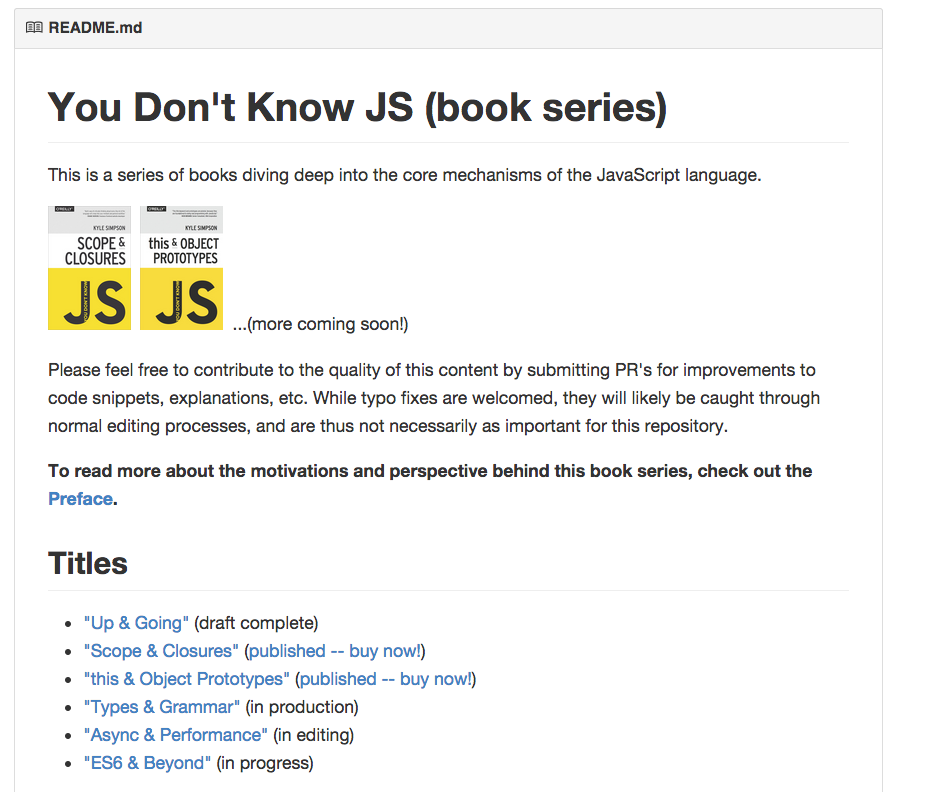 README.md
You Don't Know JS (book series)
This is a series of books diving deep into the core mechanisms of the JavaScript language.
O'REILLY
KYLE SIMPSON
SCOPE &
CLOSURES
YOU DON'T KNOW
JS
O'REILLY
KYLE SIMPSON
this & OBJECT
PROTOTYPES
YOU DON'T KNOW
JS
...(more coming soon!)
Please feel free to contribute to the quality of this content by submitting PR's for improvements to
code snippets, explanations, etc. While typo fixes are welcomed, they will likely be caught through
normal editing processes, and are thus not necessarily as important for this repository.
To read more about the motivations and perspective behind this book series, check out the
Preface.
Titles
• "Up & Going" (draft complete)
• "Scope & Closures" (published -- buy now!)
• "this & Object Prototypes" (published -- buy now!)
• "Types & Grammar" (in production)
• "Async & Performance" (in editing)
• "ES6 & Beyond" (in progress)